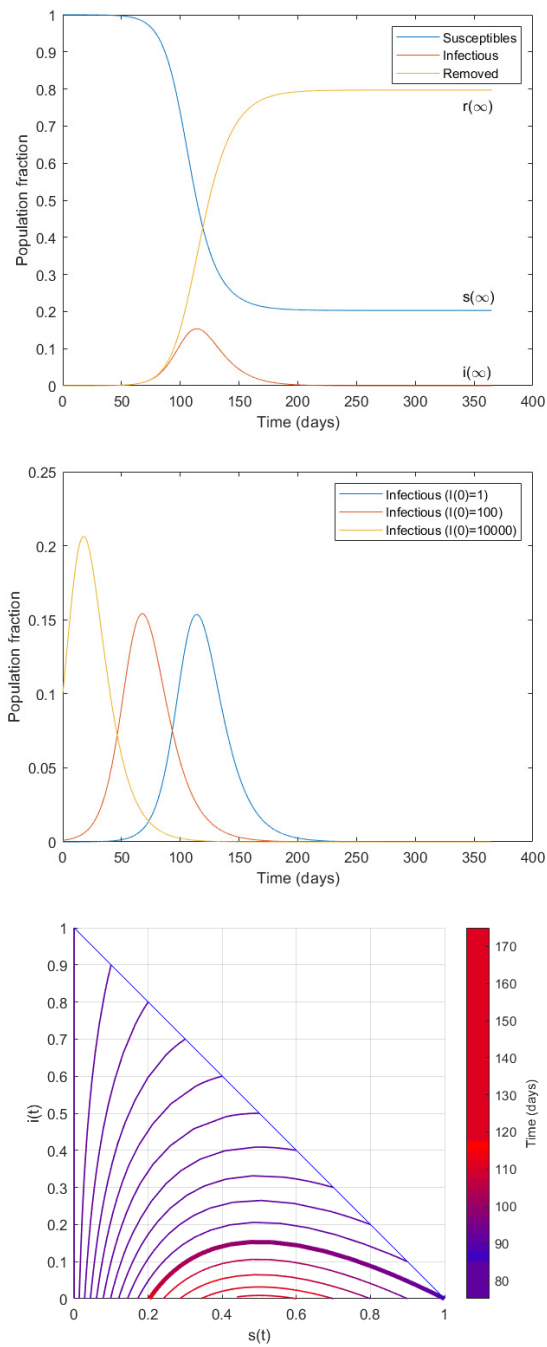 1
0.9
0.8
0.7
0.6
0.5
0.4
0.3
0.2
0.1
0
Population fraction
Susceptibles
Infectious
Removed
r(∞)
s(∞)
i(∞)
0 50 100 150 200 250 300 350 400
Time (days)
0.25
0.2
0.15
0.1
0.05
0
Population fraction
Infectious (I(0)=1)
Infectious (I(0)=100)
Infectious (I(0)=10000)
0 50 100 150 200 250 300 350 400
Time (days)
1
0.9
0.8
0.7
0.6
0.5
0.4
0.3
0.2
0.1
0
i(t)
0 0.2 0.4 0.6 0.8 1
s(t)
170
160
150
140
130
120
110
100
90
80
Time (days)